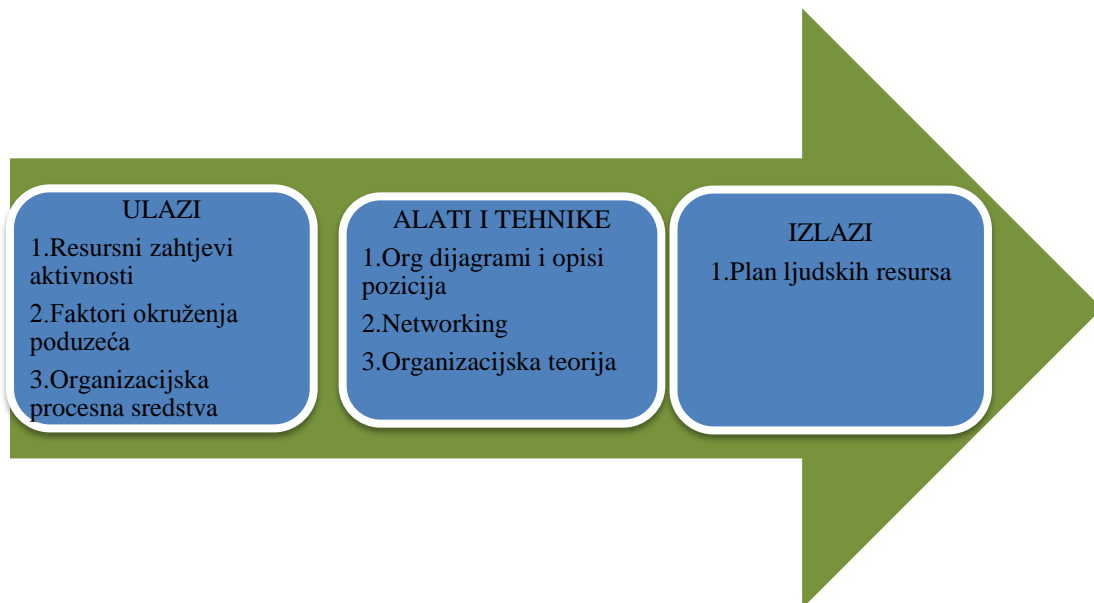 ULAZI
1.Resursni zahtjevi
aktivnosti
2.Faktori okruženja
poduzeća
3.Organizacijska
procesna sredstva
ALATI I TEHNIKE
1.Org dijagrami i opisi
pozicija
2.Networking
3.Organizacijska teorija
IZLAZI
1.Plan ljudskih resursa